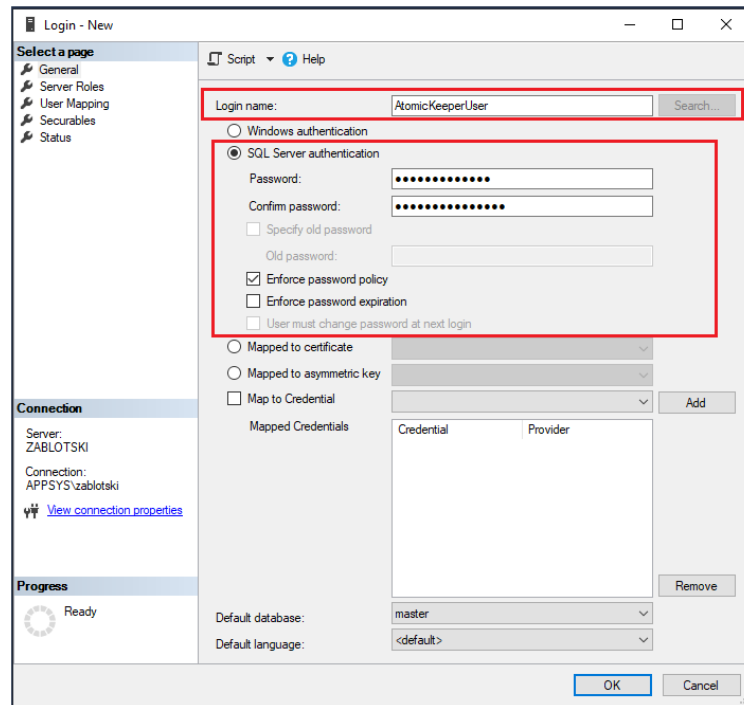 Login - New
Select a page
General
Server Roles
User Mapping
Securables
Status
Script Help
Login name: AtomicKeeperUser Search...
Windows authentication
SQL Server authentication
Password: •••••••••••••
Confirm password: •••••••••••••••
Specify old password
Old password:
Enforce password policy
Enforce password expiration
User must change password at next login
Mapped to certificate
Mapped to asymmetric key
Map to Credential Add
Mapped Credentials Credential Provider
Remove
Default database: master
Default language: <default>
Connection
Server:
ZABLOTSKI
Connection:
APPSYS\zablotski
View connection properties
Progress
Ready
OK Cancel